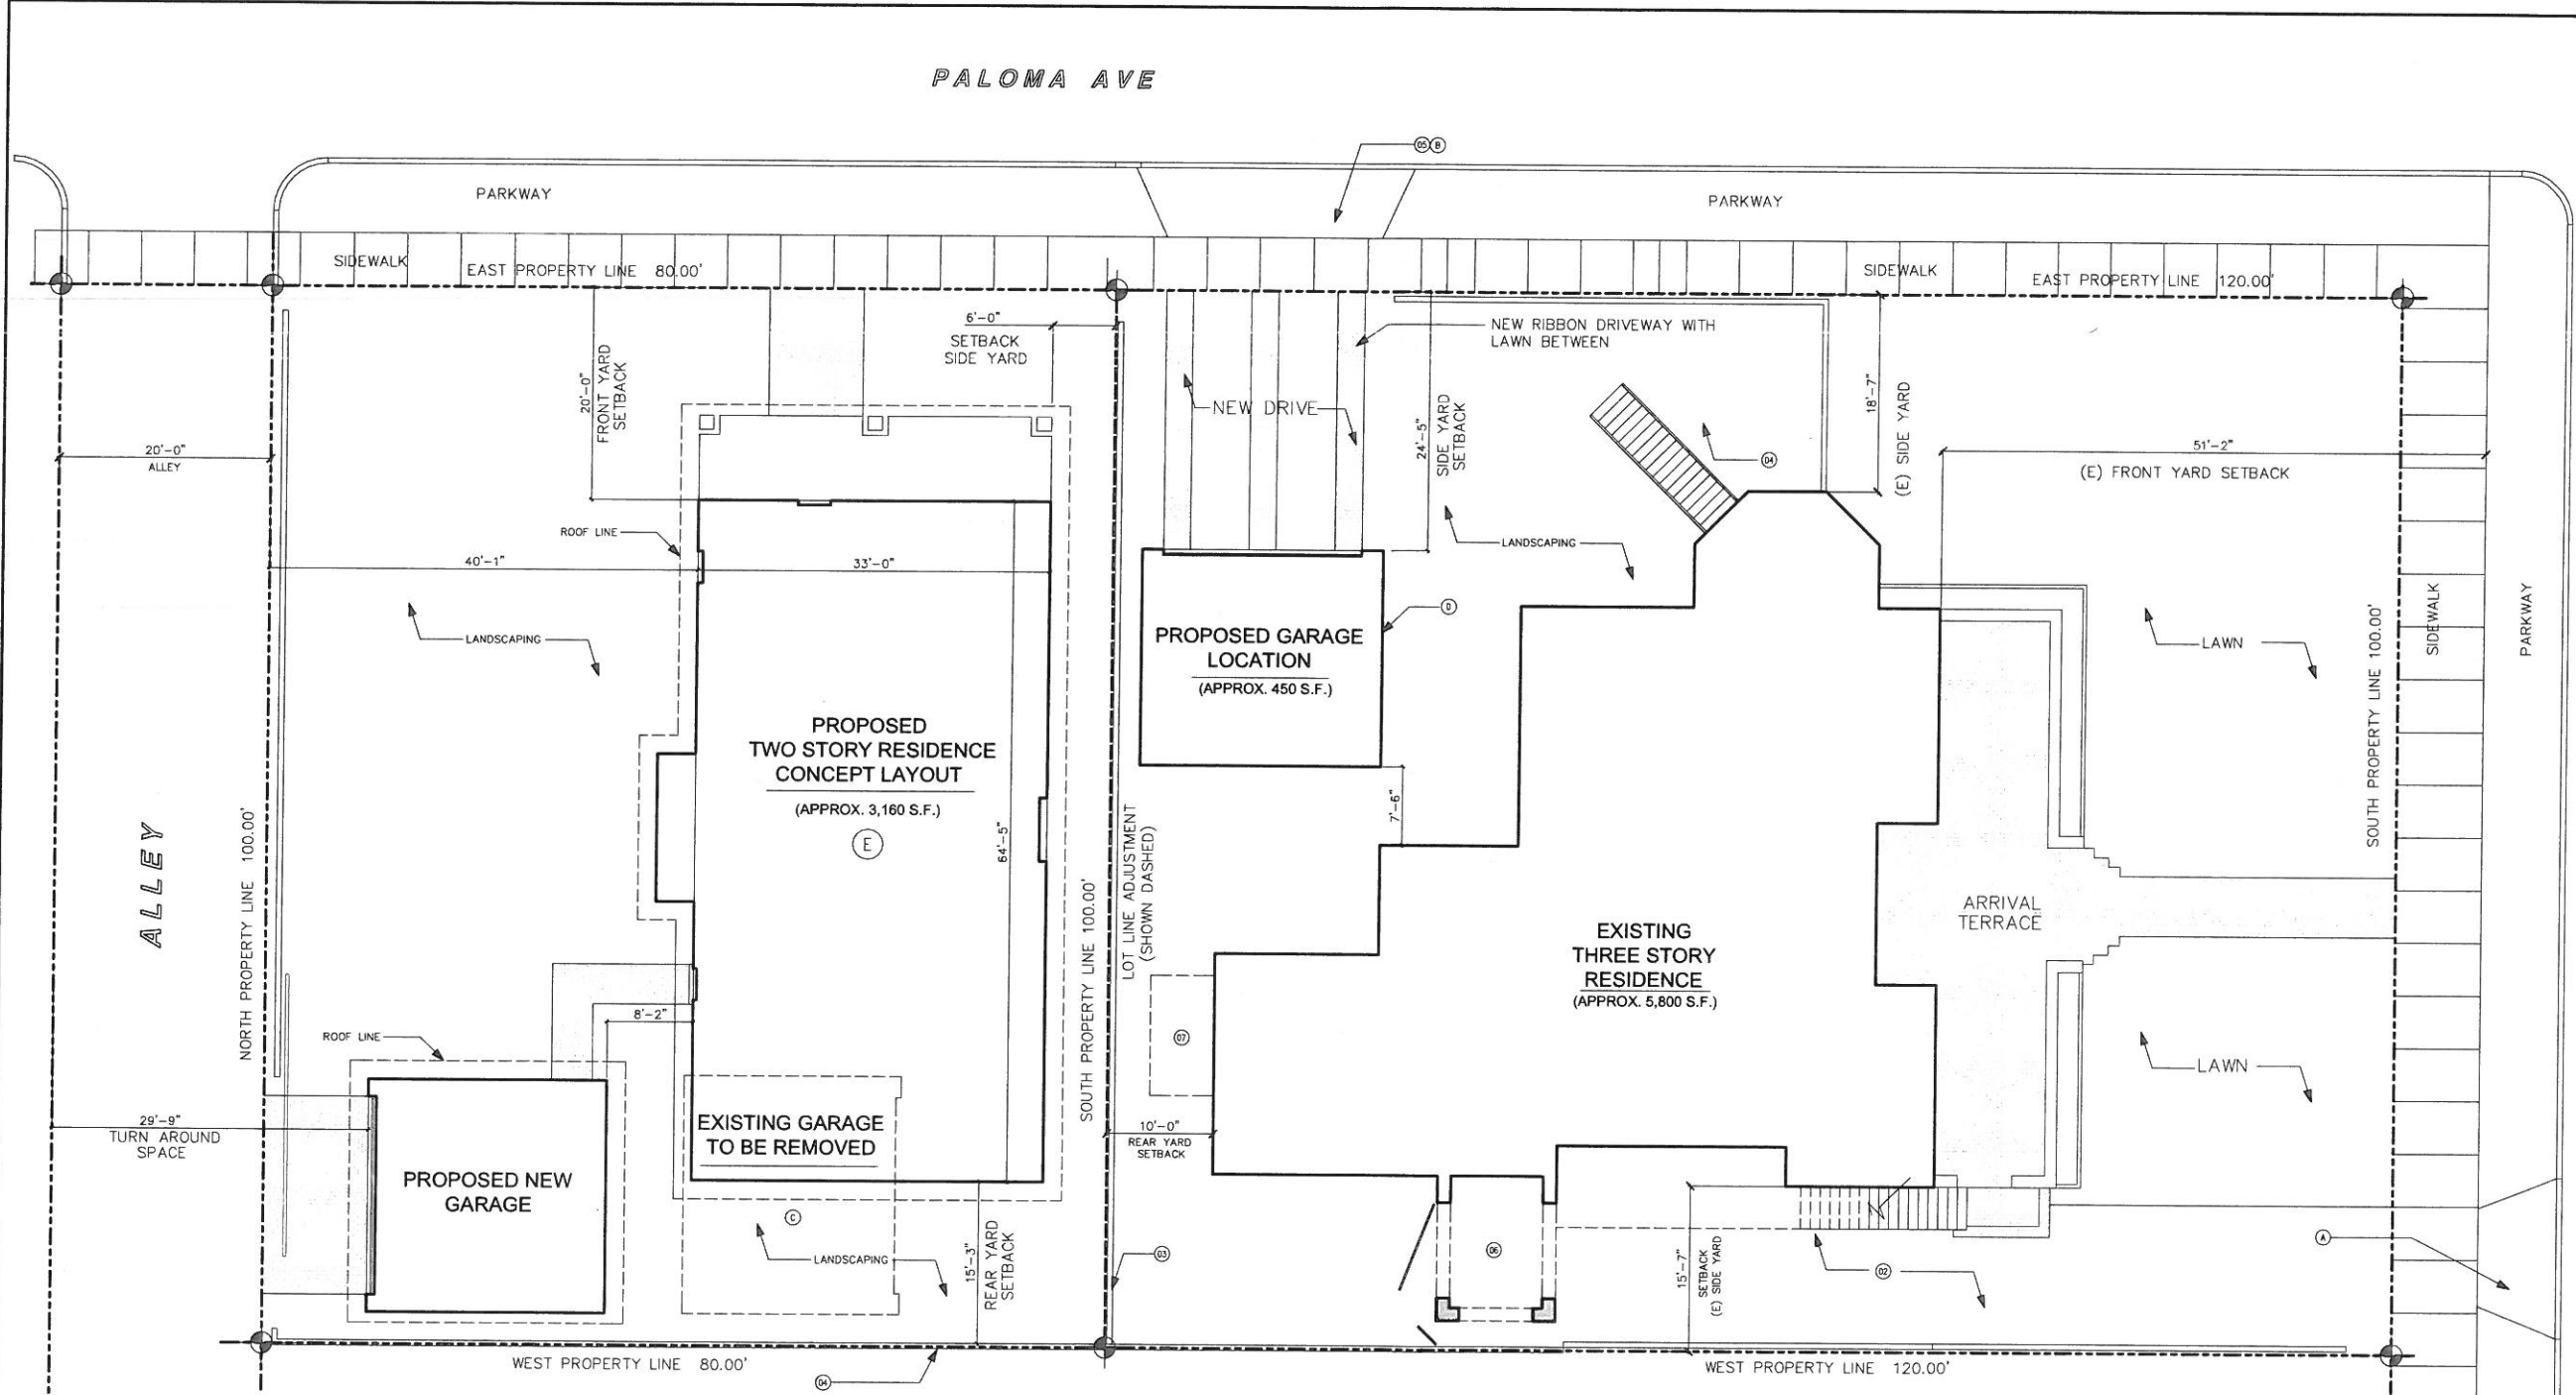 PALOMA AVE
05 B
PARKWAY
PARKWAY
SIDEWALK
EAST PROPERTY LINE 80.00'
SIDEWALK
EAST PROPERTY LINE 120.00'
6'-0"
SETBACK
SIDE YARD
NEW RIBBON DRIVEWAY WITH
LAWN BETWEEN
20'-0"
FRONT YARD
SETBACK
NEW DRIVE
24'-5"
SIDE YARD
SETBACK
18'-7"
(E) SIDE YARD
20'-0"
ALLEY
04
51'-2"
(E) FRONT YARD SETBACK
ROOF LINE
40'-1"
33'-0"
LANDSCAPING
LANDSCAPING
D
PROPOSED GARAGE
LOCATION
(APPROX. 450 S.F.)
LAWN
SOUTH PROPERTY LINE 100.00'
SIDEWALK
PARKWAY
PROPOSED
TWO STORY RESIDENCE
CONCEPT LAYOUT
(APPROX. 3,160 S.F.)
E
64'-5"
7'-6"
ALLEY
NORTH PROPERTY LINE 100.00'
SOUTH PROPERTY LINE 100.00'
LOT LINE ADJUSTMENT
(SHOWN DASHED)
EXISTING
THREE STORY
RESIDENCE
(APPROX. 5,800 S.F.)
ARRIVAL
TERRACE
8'-2"
ROOF LINE
07
LAWN
29'-9"
TURN AROUND
SPACE
EXISTING GARAGE
TO BE REMOVED
10'-0"
REAR YARD
SETBACK
PROPOSED NEW
GARAGE
C
LANDSCAPING
15'-3"
REAR YARD
SETBACK
03
06
15'-7"
SETBACK
(E) SIDE YARD
02
A
WEST PROPERTY LINE 80.00'
04
WEST PROPERTY LINE 120.00'